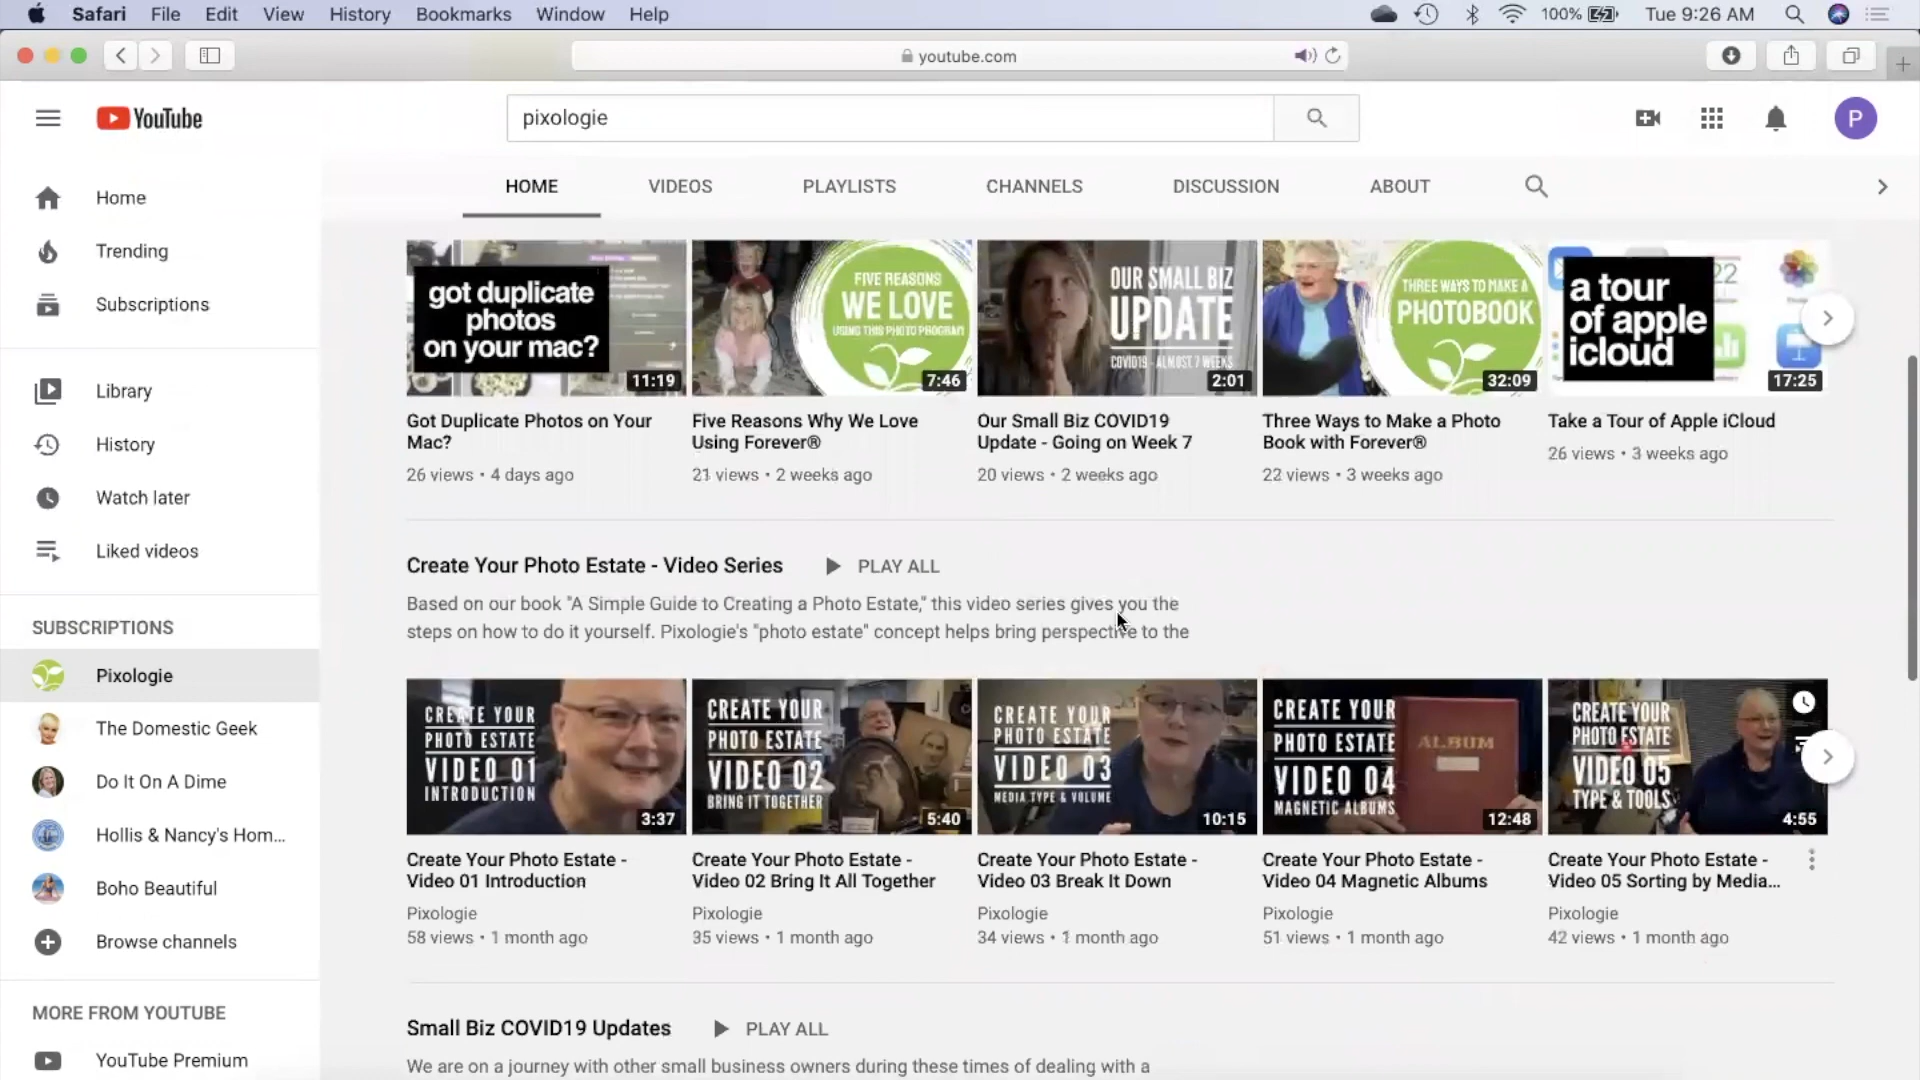 Safari File Edit View History Bookmarks Window Help 100% Tue 9:26 AM
youtube.com
YouTube
pixologie
P
HOME VIDEOS PLAYLISTS CHANNELS DISCUSSION ABOUT
Home
Trending
Subscriptions
Library
History
Watch later
Liked videos
SUBSCRIPTIONS
Pixologie
The Domestic Geek
Do It On A Dime
Hollis & Nancy's Hom...
Boho Beautiful
Browse channels
MORE FROM YOUTUBE
YouTube Premium
got duplicate
photos
on your mac?
11:19
Got Duplicate Photos on Your
Mac?
26 views • 4 days ago
FIVE REASONS
WE LOVE
USING THIS PHOTO PROGRAM
7:46
Five Reasons Why We Love
Using Forever®
21 views • 2 weeks ago
OUR SMALL BIZ
UPDATE
COVID19 - ALMOST 7 WEEKS
2:01
Our Small Biz COVID19
Update - Going on Week 7
20 views • 2 weeks ago
THREE WAYS TO MAKE A
PHOTOBOOK
32:09
Three Ways to Make a Photo
Book with Forever®
22 views • 3 weeks ago
a tour
of apple
icloud
22
17:25
Take a Tour of Apple iCloud
26 views • 3 weeks ago
Create Your Photo Estate - Video Series PLAY ALL
Based on our book "A Simple Guide to Creating a Photo Estate," this video series gives you the
steps on how to do it yourself. Pixologie's "photo estate" concept helps bring perspective to the
CREATE YOUR
PHOTO ESTATE
VIDEO 01
INTRODUCTION
3:37
Create Your Photo Estate -
Video 01 Introduction
Pixologie
58 views • 1 month ago
CREATE YOUR
PHOTO ESTATE
VIDEO 02
BRING IT TOGETHER
5:40
Create Your Photo Estate -
Video 02 Bring It All Together
Pixologie
35 views • 1 month ago
CREATE YOUR
PHOTO ESTATE
VIDEO 03
MEDIA TYPE & VOLUME
10:15
Create Your Photo Estate -
Video 03 Break It Down
Pixologie
34 views • 1 month ago
CREATE YOUR
PHOTO ESTATE
VIDEO 04
MAGNETIC ALBUMS
ALBUM
12:48
Create Your Photo Estate -
Video 04 Magnetic Albums
Pixologie
51 views • 1 month ago
CREATE YOUR
PHOTO ESTATE
VIDEO 05
TYPE & TOOLS
4:55
Create Your Photo Estate -
Video 05 Sorting by Media...
Pixologie
42 views • 1 month ago
Small Biz COVID19 Updates PLAY ALL
We are on a journey with other small business owners during these times of dealing with a